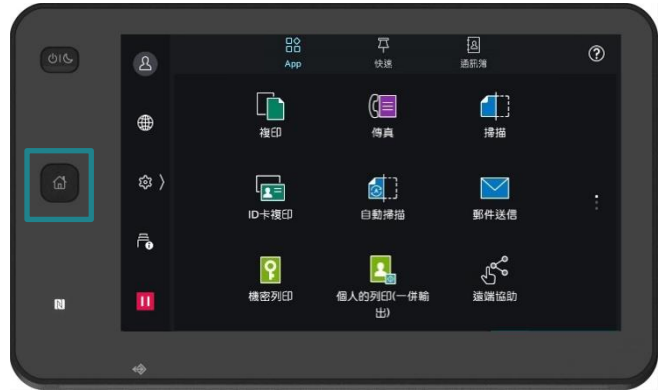 App
快速
通訊簿
複印
傳真
掃描
ID卡複印
自動掃描
郵件送信
機密列印
個人的列印(一併輸
出)
遠端協助